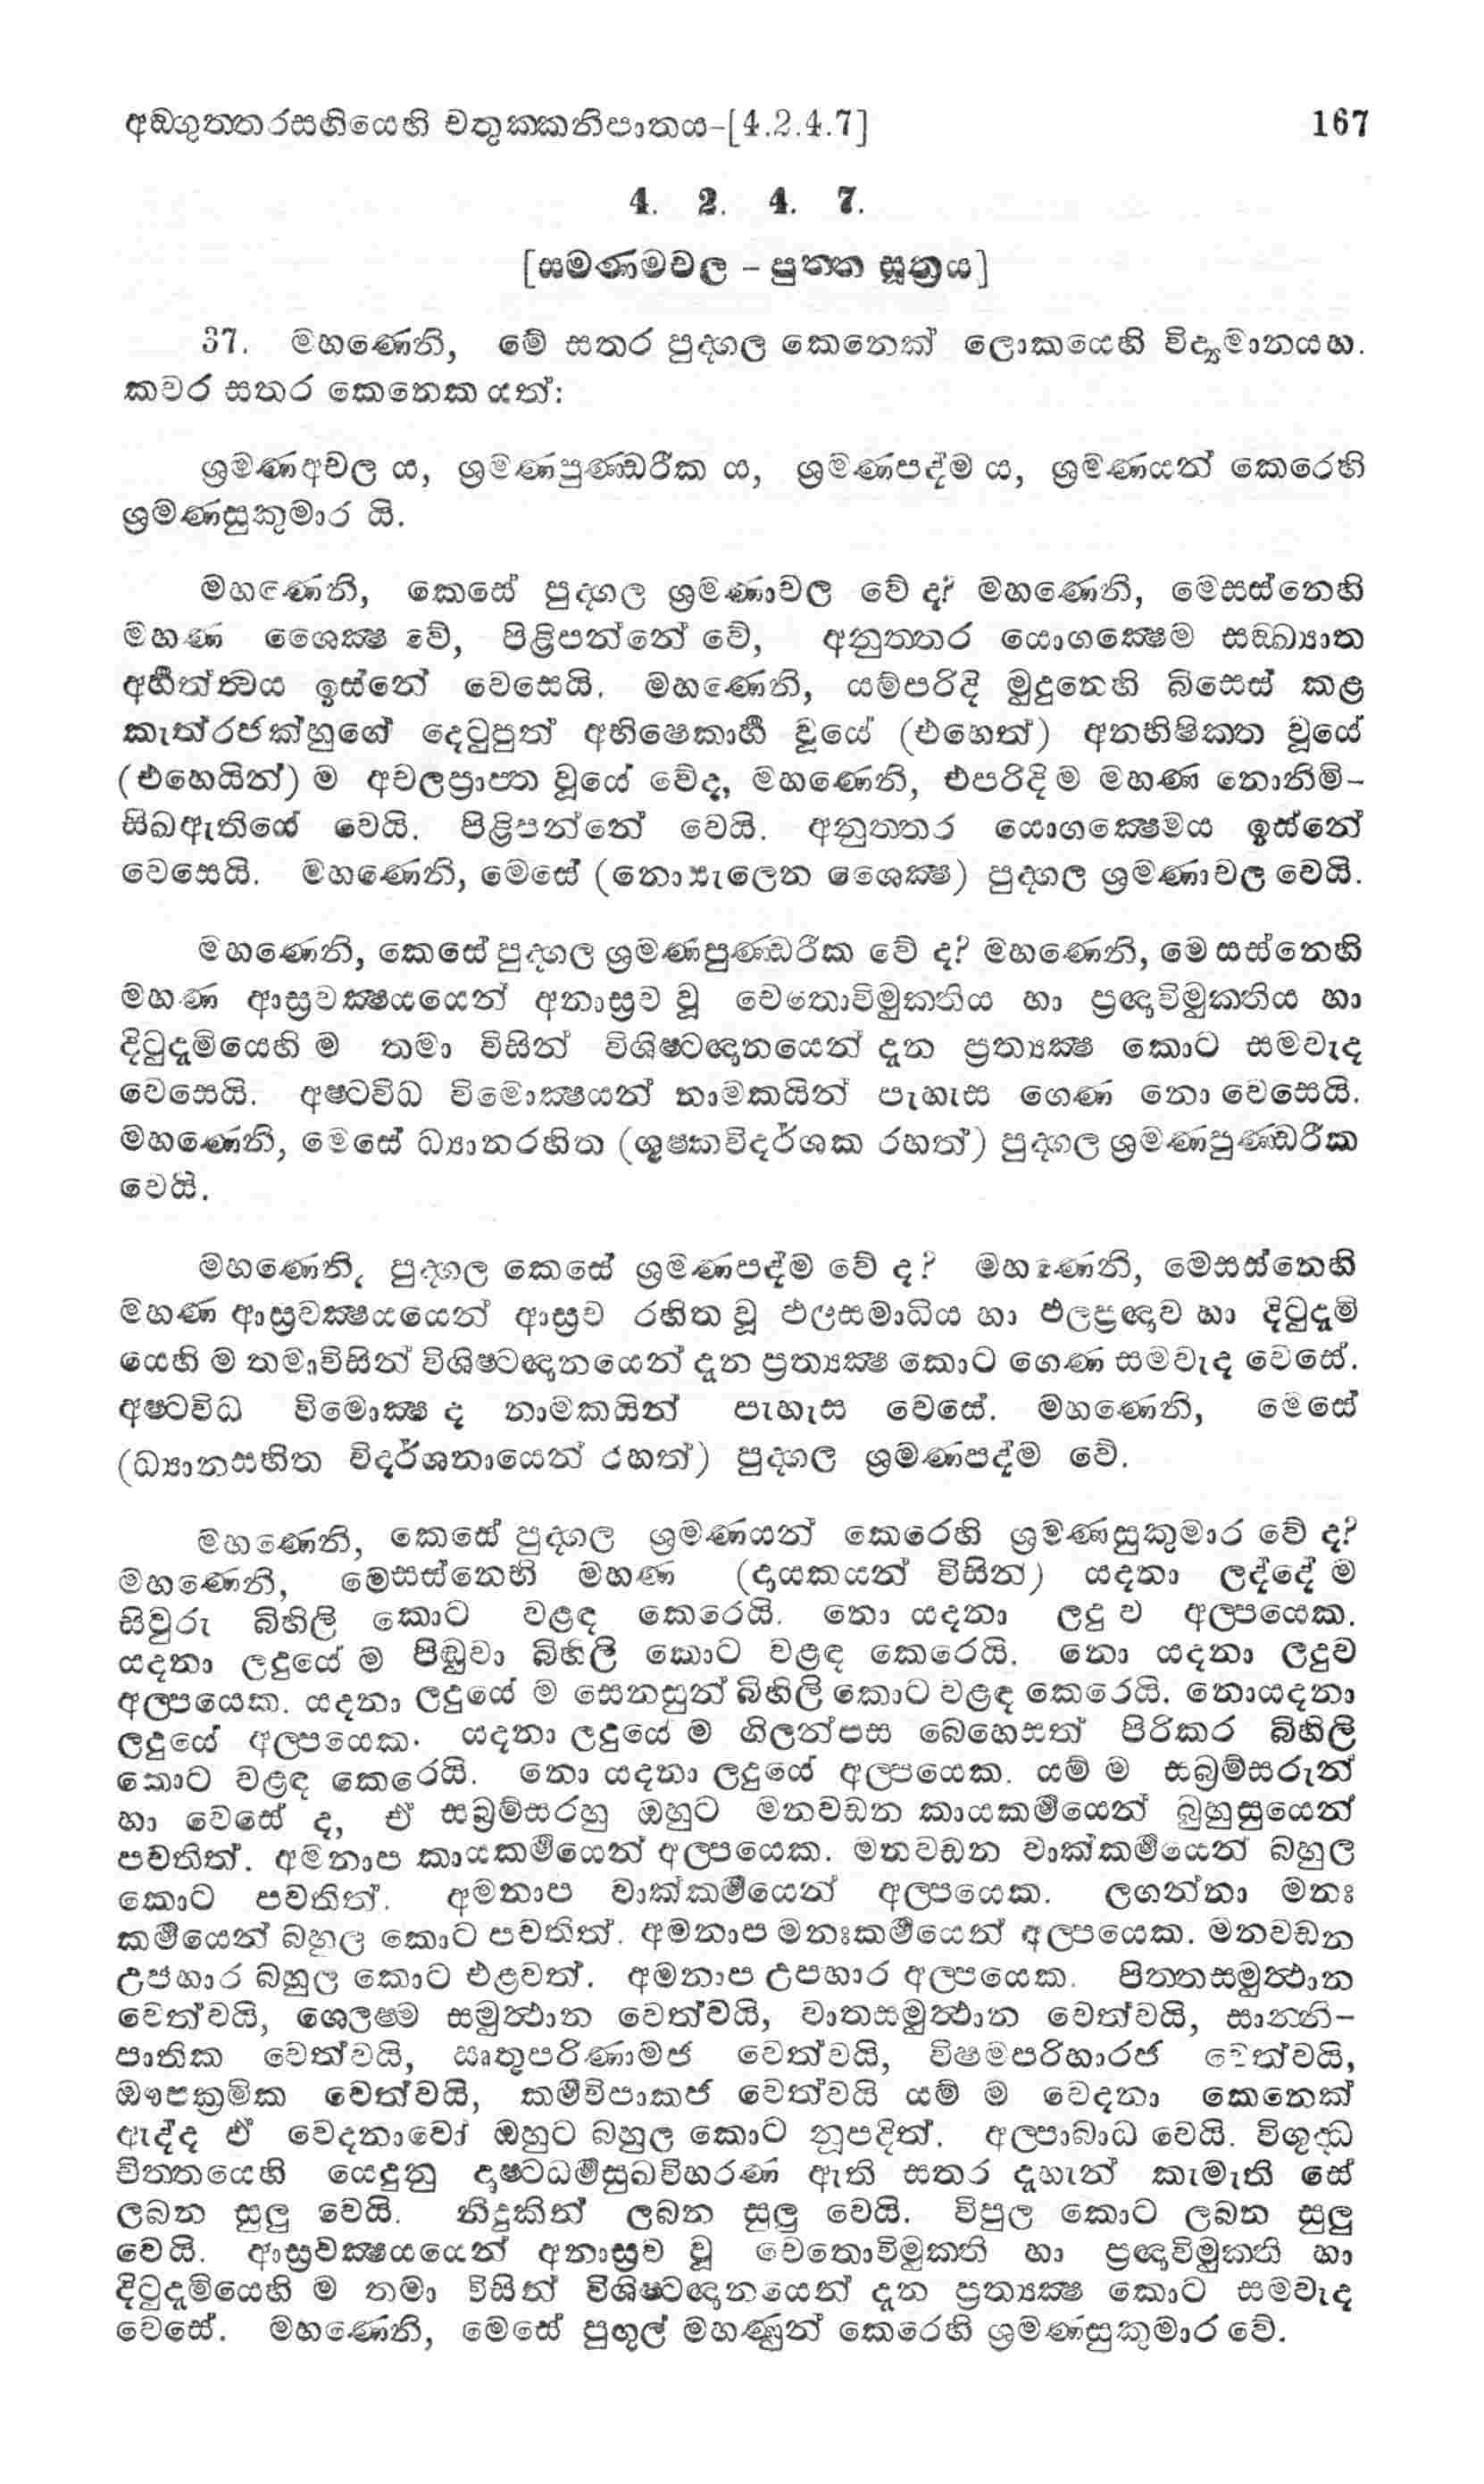 අඞ්ගුත්තරසඟියෙහි චතුක්කනිපාතය-[4.2.4.7] 167
4. 2. 4. 7.
[සමණමචල - පුත්ත සූත්‍රය]
37. මහණෙනි, මේ සතර පුද්ගල කෙනෙක් ලොකයෙහි විද්‍යමානයහ.
කවර සතර කෙනෙක යත්:
ශ්‍රමණඅචල ය, ශ්‍රමණපුණ්ඩරීක ය, ශ්‍රමණපද්ම ය, ශ්‍රමණයන් කෙරෙහි
ශ්‍රමණසුකුමාර යි.
මහණෙනි, කෙසේ පුද්ගල ශ්‍රමණාචල වේ ද? මහණෙනි, මෙසස්නෙහි
මහණ ශෛක්‍ෂ වේ, පිළිපන්නේ වේ, අනුත්තර යොගක්‍ෂෙම සඞ්ඛ්‍යාත
අර්‍හත්ත්‍වය ඉස්නේ වෙසෙයි. මහණෙනි, යම්පරිදි මුදුනෙහි බිසෙස් කළ
කැත්රජක්හුගේ දෙටුපුත් අභිෂෙකාර්‍හ වූයේ (එහෙත්) අනභිෂික්ත වූයේ
(එහෙයින්) ම අචලප්‍රාප්ත වූයේ වේද, මහණෙනි, එපරිදි ම මහණ නොනිමි-
සිඛඇතියේ වෙයි. පිළිපන්නේ වෙයි. අනුත්තර යොගක්‍ෂෙමය ඉස්නේ
වෙසෙයි. මහණෙනි, මෙසේ (නොසැලෙන ශෛක්‍ෂ) පුද්ගල ශ්‍රමණාචල වෙයි.
මහණෙනි, කෙසේ පුද්ගල ශ්‍රමණපුණ්ඩරීක වේ ද? මහණෙනි, මෙ සස්නෙහි
මහණ ආස්‍රවක්‍ෂයයෙන් අනාස්‍රව වූ චෙතොවිමුක්තිය හා ප්‍රඥාවිමුක්තිය හා
දිටුදැමියෙහි ම තමා විසින් විශිෂ්ටඥානයෙන් දැන ප්‍රත්‍යක්‍ෂ කොට සමවැද
වෙසෙයි. අෂ්ටවිධ විමොක්‍ෂයන් නාමකයින් පැහැස ගෙණ නො වෙසෙයි.
මහණෙනි, මෙසේ ධ්‍යානරහිත (ශුෂ්කවිදර්ශක රහත්) පුද්ගල ශ්‍රමණපුණ්ඩරීක
වෙයි.
මහණෙනි, පුද්ගල කෙසේ ශ්‍රමණපද්ම වේ ද? මහණෙනි, මෙසස්නෙහි
මහණ ආස්‍රවක්‍ෂයයෙන් ආස්‍රව රහිත වූ ඵලසමාධිය හා ඵලප්‍රඥාව හා දිටුදැමි
යෙහි ම තමාවිසින් විශිෂ්ටඥානයෙන් දැන ප්‍රත්‍යක්‍ෂ කොට ගෙණ සමවැද වෙසේ.
අෂ්ටවිධ විමොක්‍ෂ ද නාමකයින් පැහැස වෙසේ. මහණෙනි, මෙසේ
(ධ්‍යානසහිත විදර්ශනායෙන් රහත්) පුද්ගල ශ්‍රමණපද්ම වේ.
මහණෙනි, කෙසේ පුද්ගල ශ්‍රමණයන් කෙරෙහි ශ්‍රමණසුකුමාර වේ ද?
මහණෙනි, මෙසස්නෙහි මහණ (දායකයන් විසින්) යදනා ලද්දේ ම
සිවුරු බිහිලි කොට වළඳ කෙරෙයි. නො යදනා ලදු ව අල්පයෙක.
යදනා ලදුයේ ම පිඬුවා බිහිලි කොට වළඳ කෙරෙයි. නො යදනා ලදුව
අල්පයෙක. යදනා ලදුයේ ම සෙනසුන් බිහිලි කොට වළඳ කෙරෙයි. නොයදනා
ලදුයේ අල්පයෙක. යදනා ලදුයේ ම ගිලන්පස බෙහෙසත් පිරිකර බිහිලි
කොට වළඳ කෙරෙයි. නො යදනා ලදුයේ අල්පයෙක. යම් ම සබ්‍රම්සරුන්
හා වෙසේ ද, ඒ සබ්‍රම්සරහු ඔහුට මනවඩන කායකර්‍මයෙන් බුහුසුයෙන්
පවතිත්. අමනාප කායකර්‍මයෙන් අල්පයෙක. මනවඩන වාක්කර්‍මයෙන් බහුල
කොට පවතිත්. අමනාප වාක්කර්‍මයෙන් අල්පයෙක. ලගන්නා මනඃ
කර්‍මයෙන් බහුල කොට පවතිත්. අමනාප මනඃකර්‍මයෙන් අල්පයෙක. මනවඩන
උපහාර බහුල කොට එළවත්. අමනාප උපහාර අල්පයෙක. පිත්තසමුත්‍ථාන
වෙත්වයි, ශ්ලෙෂ්ම සමුත්‍ථාන වෙත්වයි, වාතසමුත්‍ථාන වෙත්වයි, සාන්නි-
පාතික වෙත්වයි, ඍතුපරිණාමජ වෙත්වයි, විෂමපරිහාරජ වෙත්වයි,
ඖපක්‍රමික වෙත්වයි, කර්‍මවිපාකජ වෙත්වයි යම් ම වෙදනා කෙනෙක්
ඇද්ද ඒ වෙදනාවෝ ඔහුට බහුල කොට නූපදිත්. අල්පාබාධ වෙයි. විශුද්ධ
චිත්තයෙහි යෙදුනු දෘෂ්ටධර්‍මසුඛවිහරණ ඇති සතර දැහැන් කැමැති සේ
ලබන සුලු වෙයි. නිදුකින් ලබන සුලු වෙයි. විපුල කොට ලබන සුලු
වෙයි. ආස්‍රවක්‍ෂයයෙන් අනාස්‍රව වූ චෙතොවිමුක්ති හා ප්‍රඥාවිමුක්ති හා
දිටුදැමියෙහි ම තමා විසින් විශිෂ්ටඥානයෙන් දැන ප්‍රත්‍යක්‍ෂ කොට සමවැද
වෙසේ. මහණෙනි, මෙසේ පුඟුල් මහණුන් කෙරෙහි ශ්‍රමණසුකුමාර වේ.